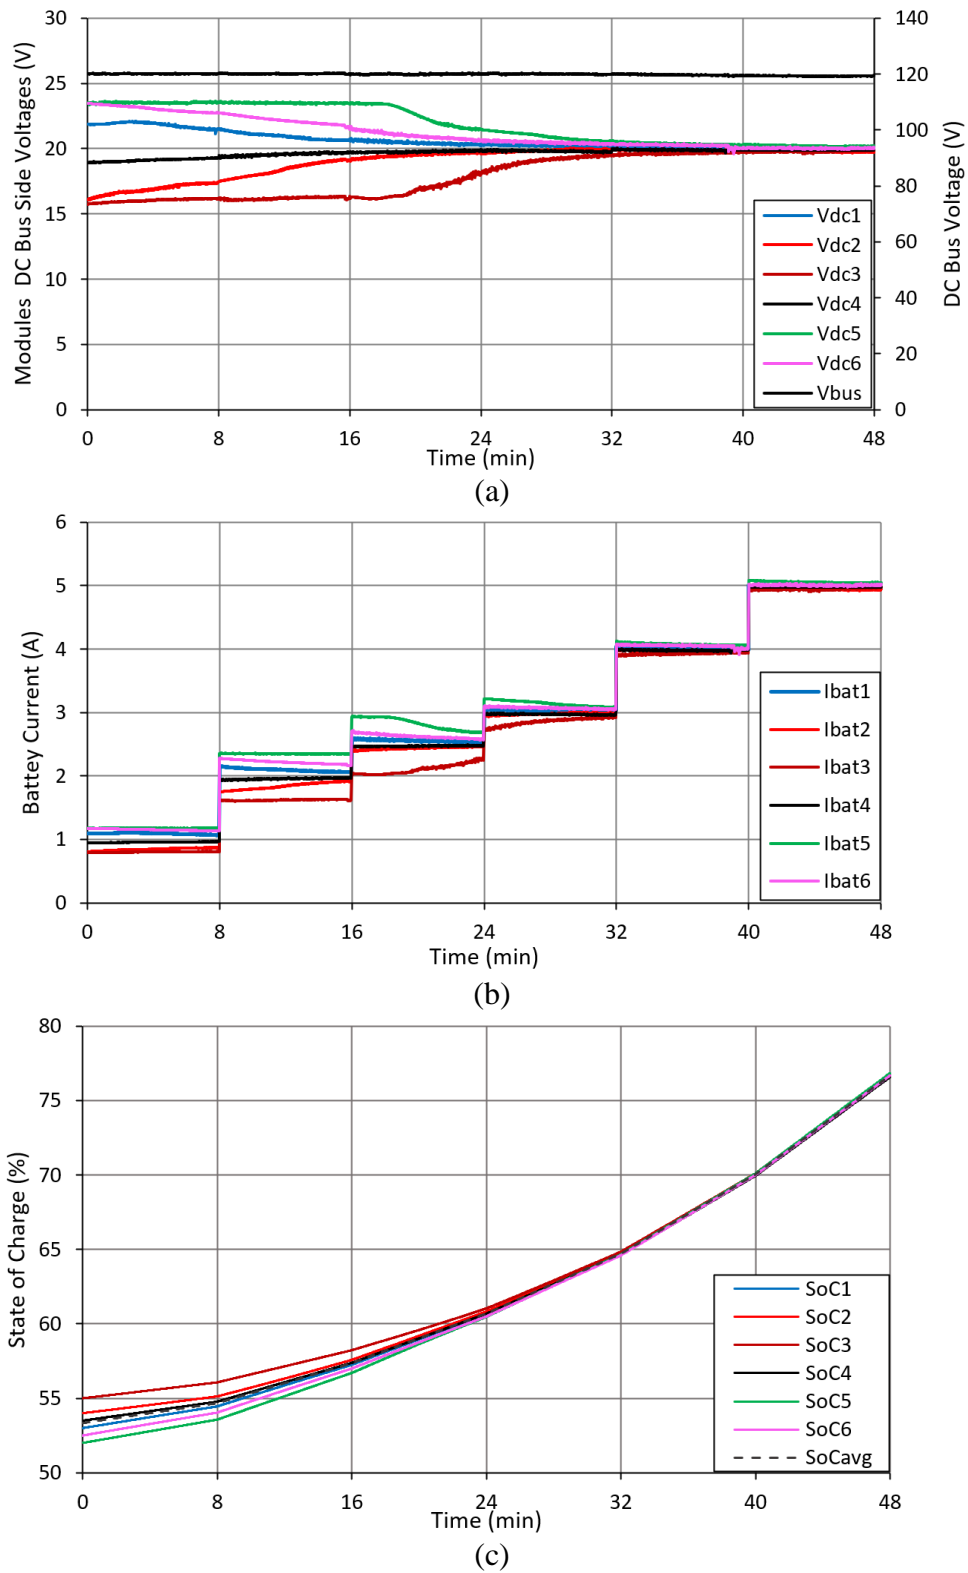 30
25
20
15
10
5
0
Modules DC Bus Side Voltages (V)
140
120
100
80
60
40
20
0
DC Bus Voltage (V)
Vdc1
Vdc2
Vdc3
Vdc4
Vdc5
Vdc6
Vbus
0 8 16 24 32 40 48
Time (min)
(a)
6
5
4
3
2
1
0
Battey Current (A)
Ibat1
Ibat2
Ibat3
Ibat4
Ibat5
Ibat6
0 8 16 24 32 40 48
Time (min)
(b)
80
75
70
65
60
55
50
State of Charge (%)
SoC1
SoC2
SoC3
SoC4
SoC5
SoC6
SoCavg
0 8 16 24 32 40 48
Time (min)
(c)